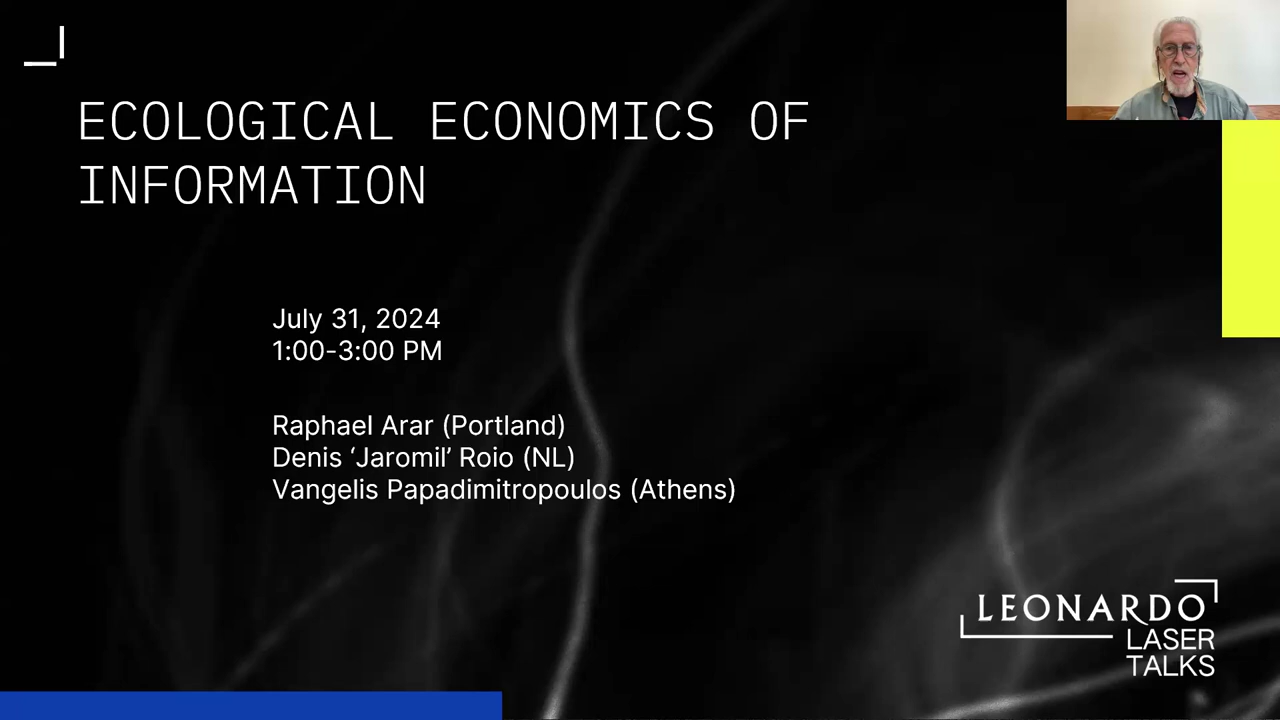 ECOLOGICAL ECONOMICS OF
INFORMATION
July 31, 2024
1:00-3:00 PM
Raphael Arar (Portland)
Denis ‘Jaromil’ Roio (NL)
Vangelis Papadimitropoulos (Athens)
LEONARDO
LASER
TALKS